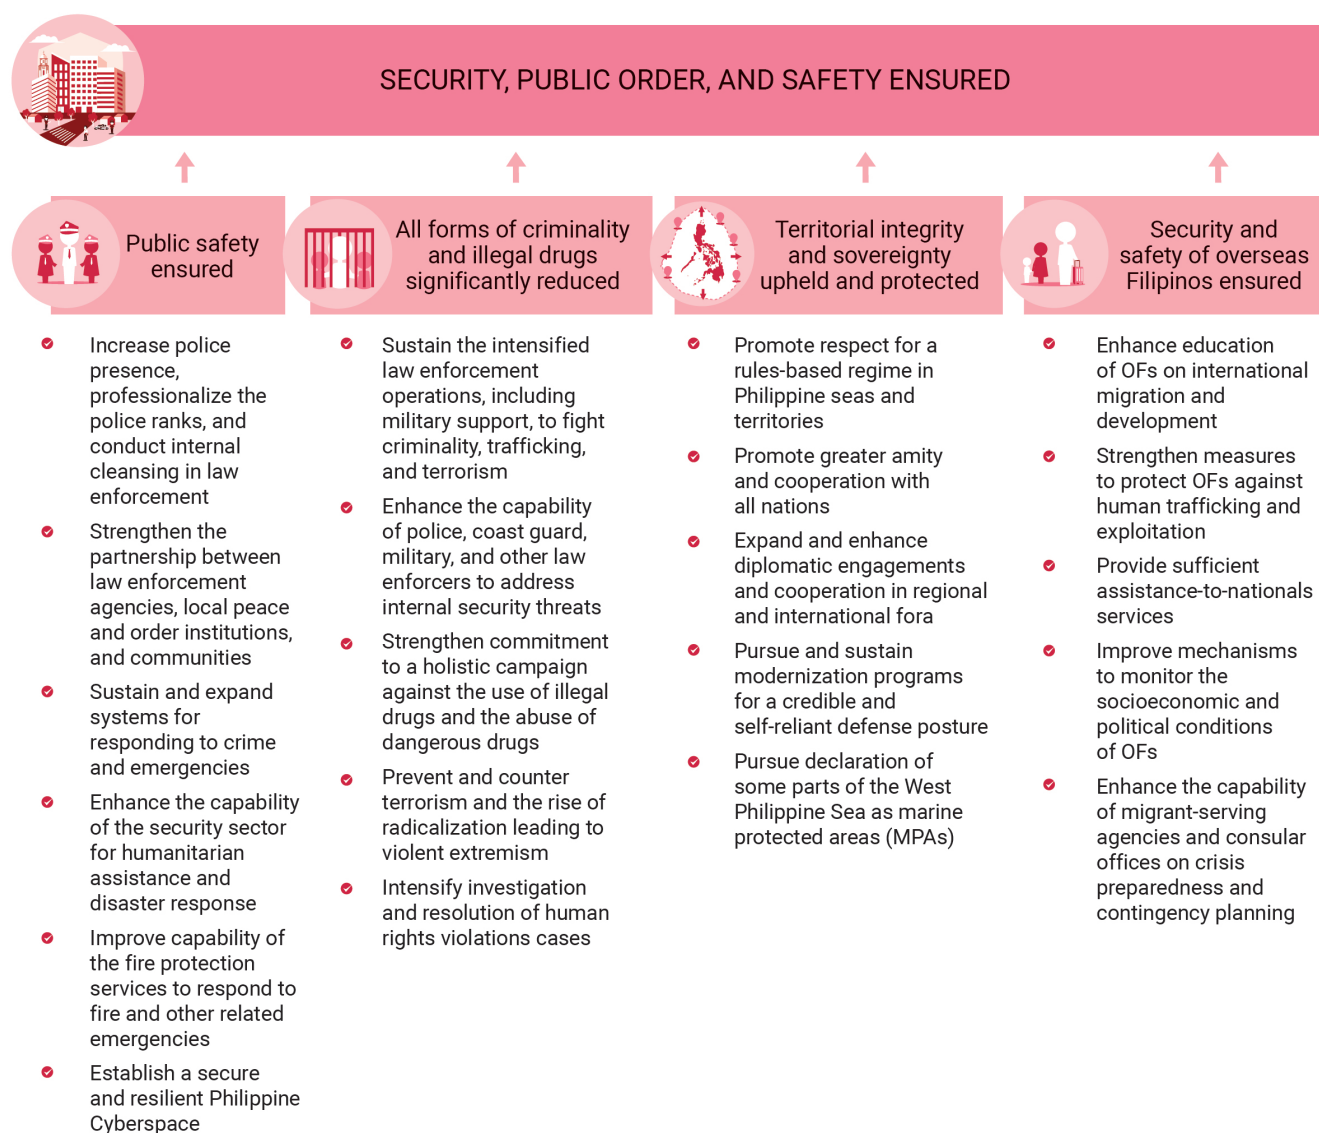 SECURITY, PUBLIC ORDER, AND SAFETY ENSURED
Public safety
ensured
Increase police
presence,
professionalize the
police ranks, and
conduct internal
cleansing in law
enforcement
Strengthen the
partnership between
law enforcement
agencies, local peace
and order institutions,
and communities
Sustain and expand
systems for
responding to crime
and emergencies
Enhance the capability
of the security sector
for humanitarian
assistance and
disaster response
Improve capability of
the fire protection
services to respond to
fire and other related
emergencies
Establish a secure
and resilient Philippine
Cyberspace
All forms of criminality
and illegal drugs
significantly reduced
Sustain the intensified
law enforcement
operations, including
military support, to fight
criminality, trafficking,
and terrorism
Enhance the capability
of police, coast guard,
military, and other law
enforcers to address
internal security threats
Strengthen commitment
to a holistic campaign
against the use of illegal
drugs and the abuse of
dangerous drugs
Prevent and counter
terrorism and the rise of
radicalization leading to
violent extremism
Intensify investigation
and resolution of human
rights violations cases
Territorial integrity
and sovereignty
upheld and protected
Promote respect for a
rules-based regime in
Philippine seas and
territories
Promote greater amity
and cooperation with
all nations
Expand and enhance
diplomatic engagements
and cooperation in regional
and international fora
Pursue and sustain
modernization programs
for a credible and
self-reliant defense posture
Pursue declaration of
some parts of the West
Philippine Sea as marine
protected areas (MPAs)
Security and
safety of overseas
Filipinos ensured
Enhance education
of OFs on international
migration and
development
Strengthen measures
to protect OFs against
human trafficking and
exploitation
Provide sufficient
assistance-to-nationals
services
Improve mechanisms
to monitor the
socioeconomic and
political conditions
of OFs
Enhance the capability
of migrant-serving
agencies and consular
offices on crisis
preparedness and
contingency planning